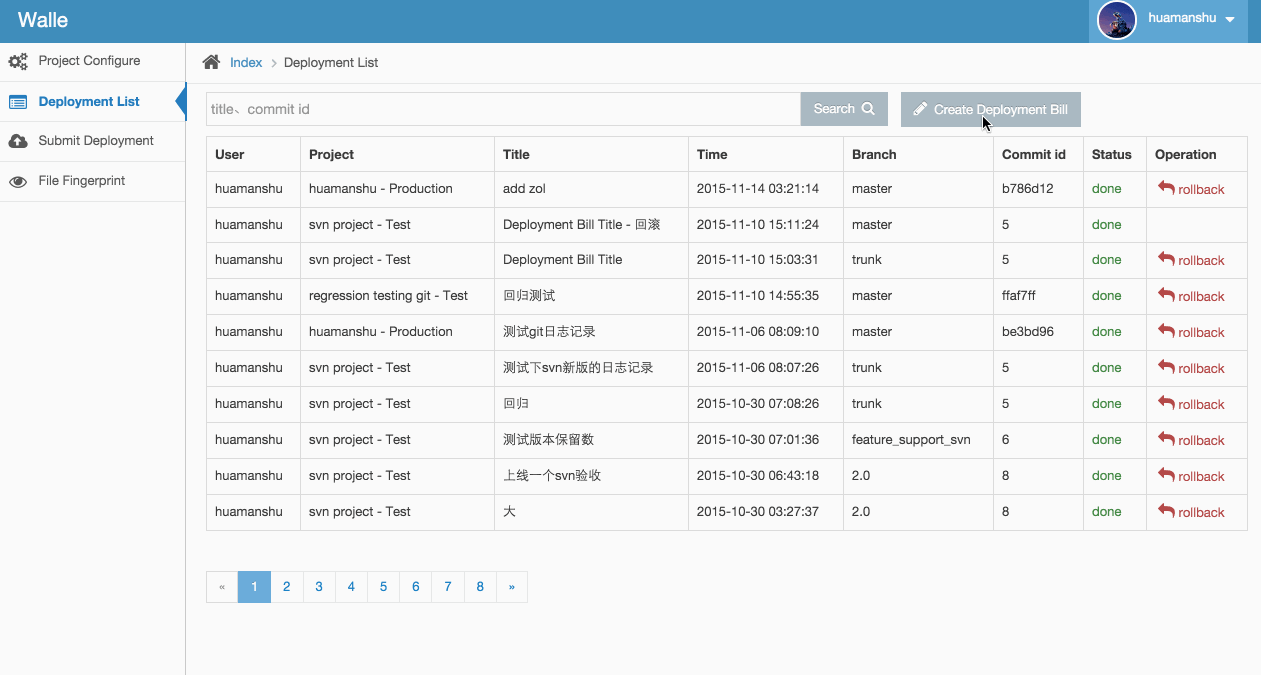 Walle
huamanshu
Project Configure
Deployment List
Submit Deployment
File Fingerprint
Index > Deployment List
title、commit id
Search
Create Deployment Bill
User Project Title Time Branch Commit id Status Operation
huamanshu huamanshu - Production add zol 2015-11-14 03:21:14 master b786d12 done rollback
huamanshu svn project - Test Deployment Bill Title - 回滚 2015-11-10 15:11:24 master 5 done
huamanshu svn project - Test Deployment Bill Title 2015-11-10 15:03:31 trunk 5 done rollback
huamanshu regression testing git - Test 回归测试 2015-11-10 14:55:35 master ffaf7ff done rollback
huamanshu huamanshu - Production 测试git日志记录 2015-11-06 08:09:10 master be3bd96 done rollback
huamanshu svn project - Test 测试下svn新版的日志记录 2015-11-06 08:07:26 trunk 5 done rollback
huamanshu svn project - Test 回归 2015-10-30 07:08:26 trunk 5 done rollback
huamanshu svn project - Test 测试版本保留数 2015-10-30 07:01:36 feature_support_svn 6 done rollback
huamanshu svn project - Test 上线一个svn验收 2015-10-30 06:43:18 2.0 8 done rollback
huamanshu svn project - Test 大 2015-10-30 03:27:37 2.0 8 done rollback
« 1 2 3 4 5 6 7 8 »